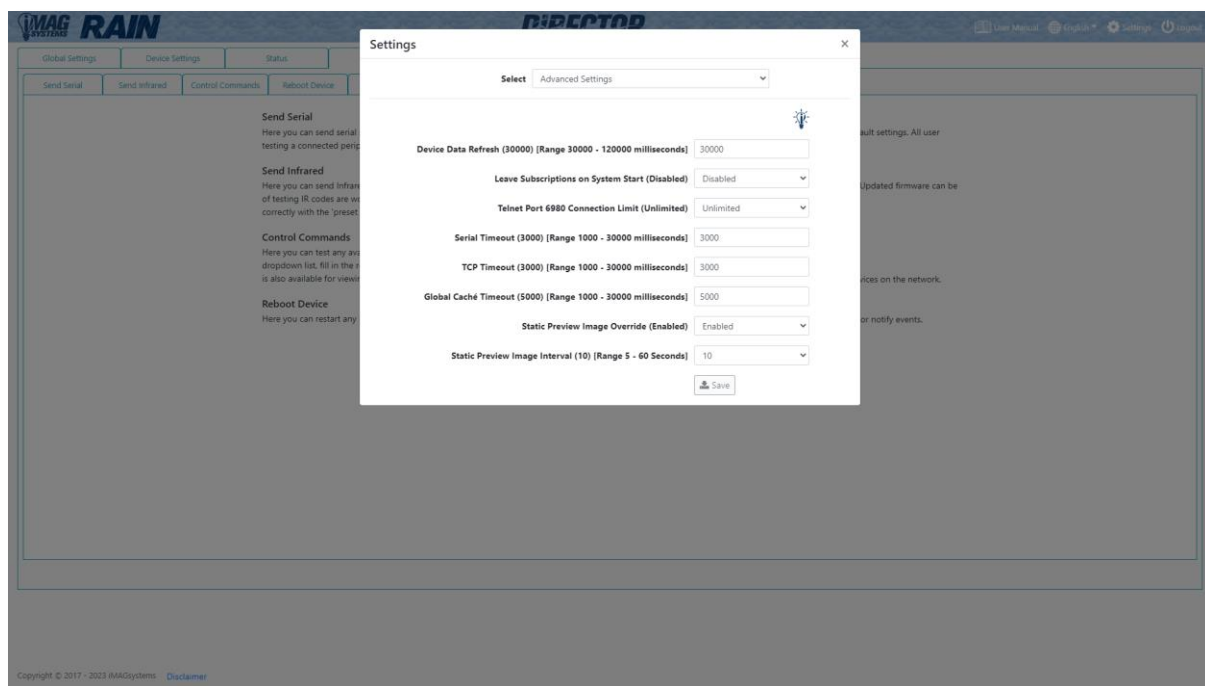 iMAG SYSTEMS RAIN
DIRECTOR
User Manual English Settings Logout
Global Settings Device Settings Status
Send Serial Send Infrared Control Commands Reboot Device
Settings ×
Select Advanced Settings
Device Data Refresh (30000) [Range 30000 - 120000 milliseconds] 30000
Leave Subscriptions on System Start (Disabled) Disabled
Telnet Port 6980 Connection Limit (Unlimited) Unlimited
Serial Timeout (3000) [Range 1000 - 30000 milliseconds] 3000
TCP Timeout (3000) [Range 1000 - 30000 milliseconds] 3000
Global Caché Timeout (5000) [Range 1000 - 30000 milliseconds] 5000
Static Preview Image Override (Enabled) Enabled
Static Preview Image Interval (10) [Range 5 - 60 Seconds] 10
Save
Send Serial
Here you can send serial ault settings. All user
testing a connected perip
Send Infrared
Here you can send Infrare Updated firmware can be
of testing IR codes are wo
correctly with the 'preset
Control Commands
Here you can test any ava
dropdown list, fill in the r
is also available for viewin vices on the network.
Reboot Device
Here you can restart any or notify events.
Copyright © 2017 - 2023 iMAGsystems Disclaimer